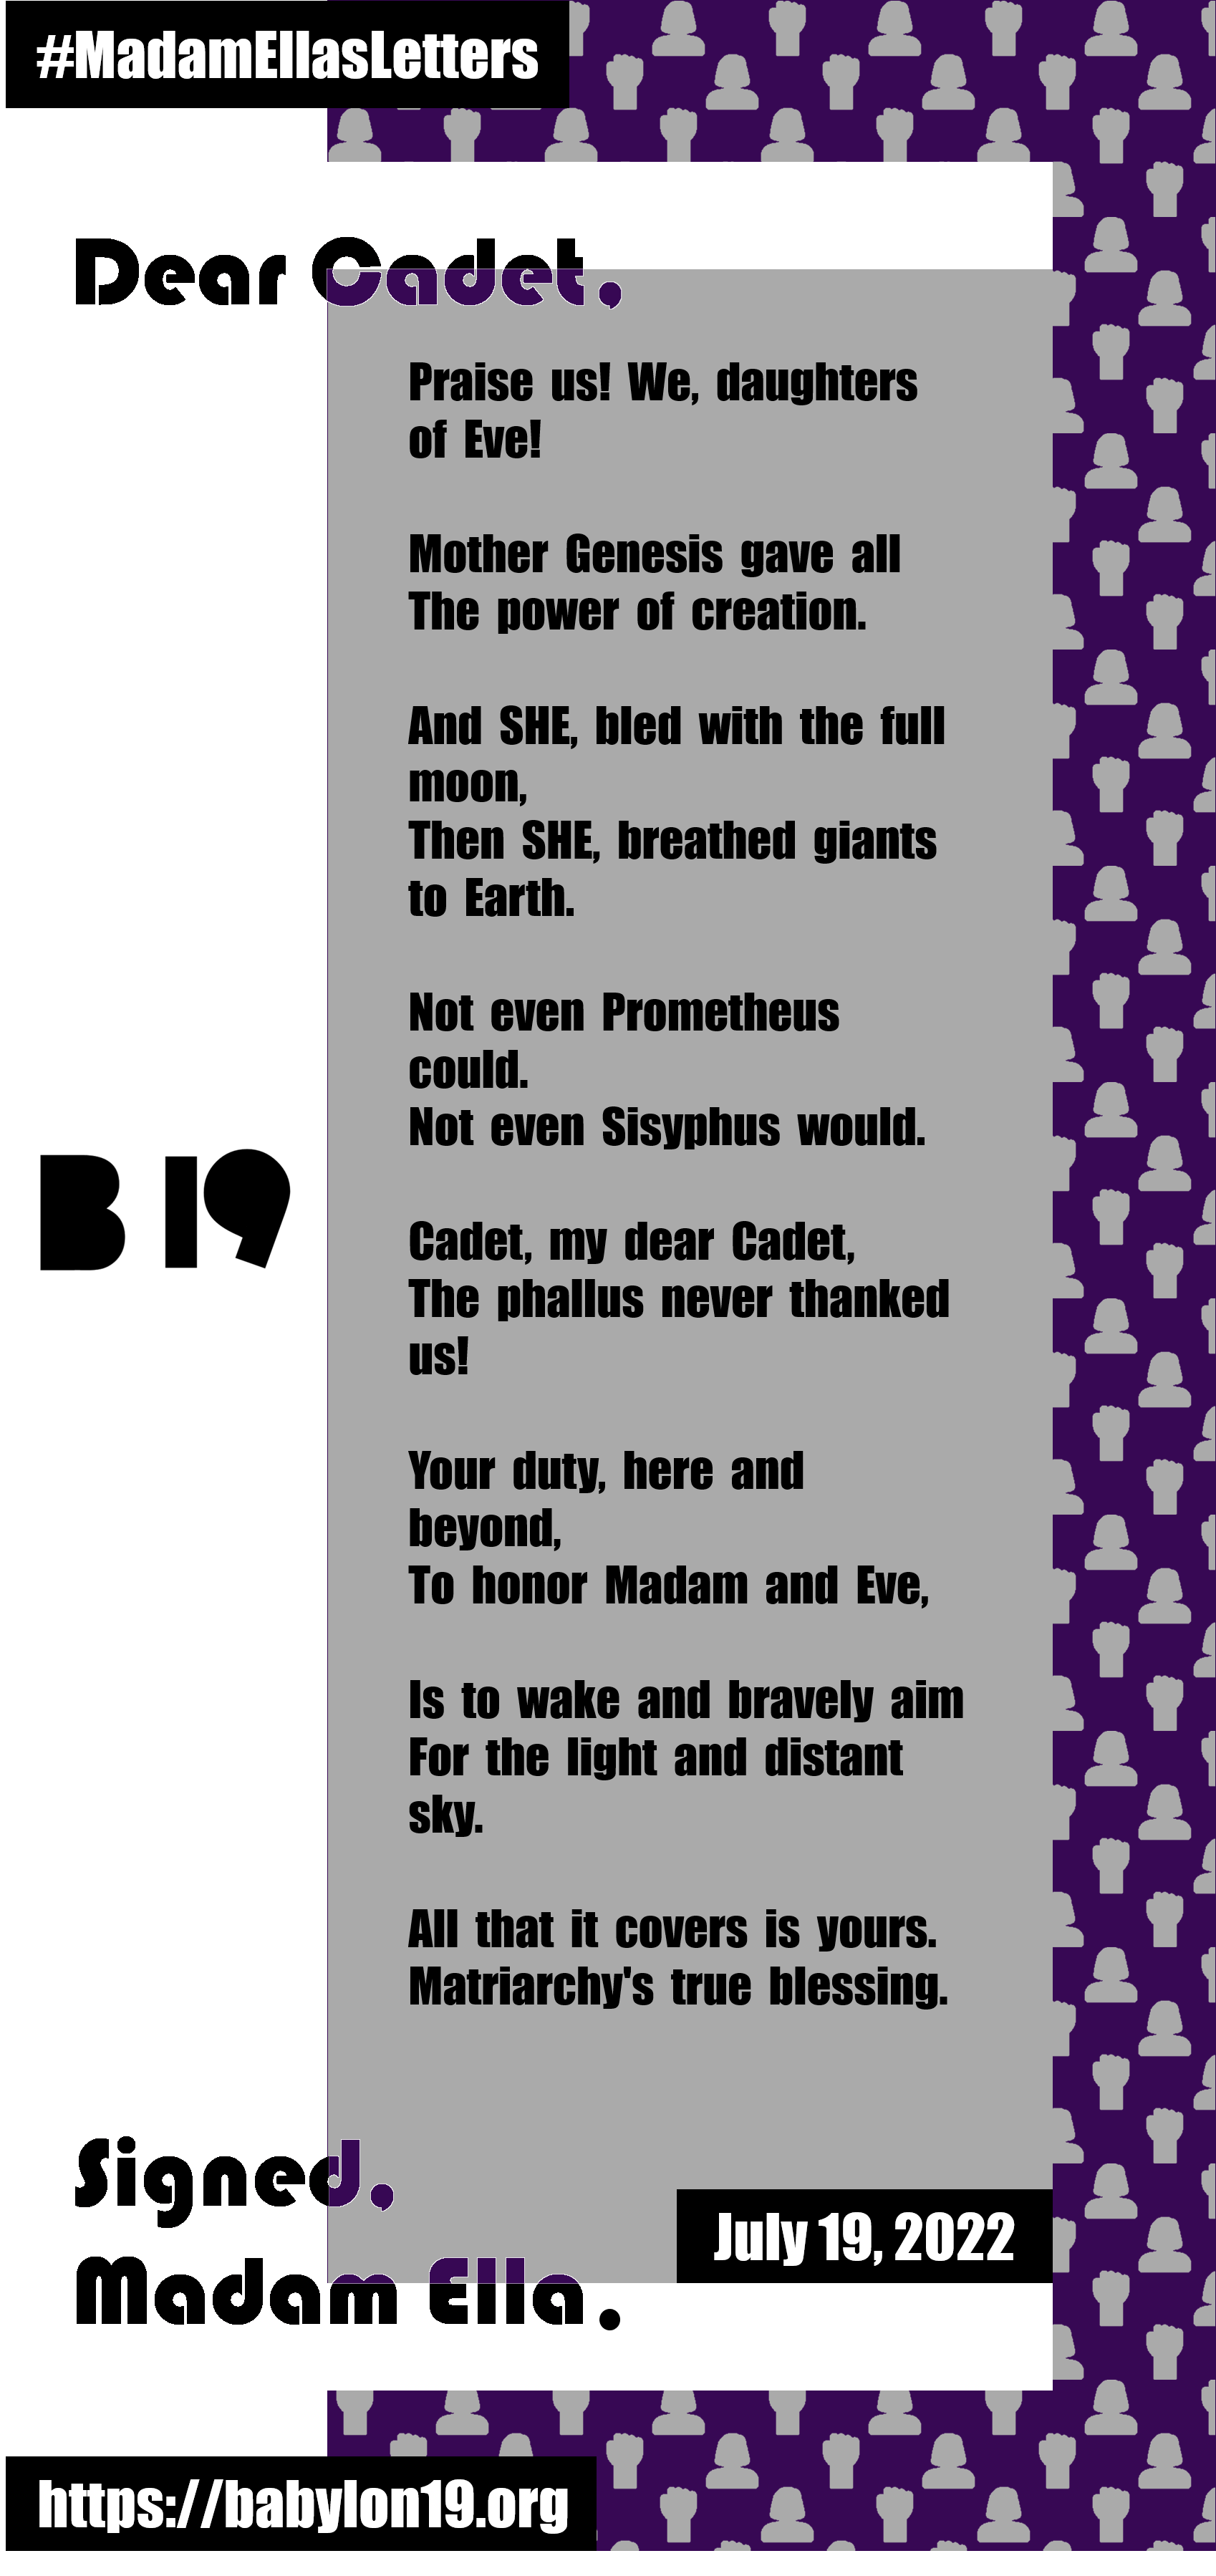 #MadamEllasLetters
Dear Cadet,
Praise us! We, daughters
of Eve!
Mother Genesis gave all
The power of creation.
And SHE, bled with the full
moon,
Then SHE, breathed giants
to Earth.
Not even Prometheus
could.
Not even Sisyphus would.
B 19
Cadet, my dear Cadet,
The phallus never thanked
us!
Your duty, here and
beyond,
To honor Madam and Eve,
Is to wake and bravely aim
For the light and distant
sky.
All that it covers is yours.
Matriarchy's true blessing.
Signed,
Madam Ella.
July 19, 2022
https://babylon19.org